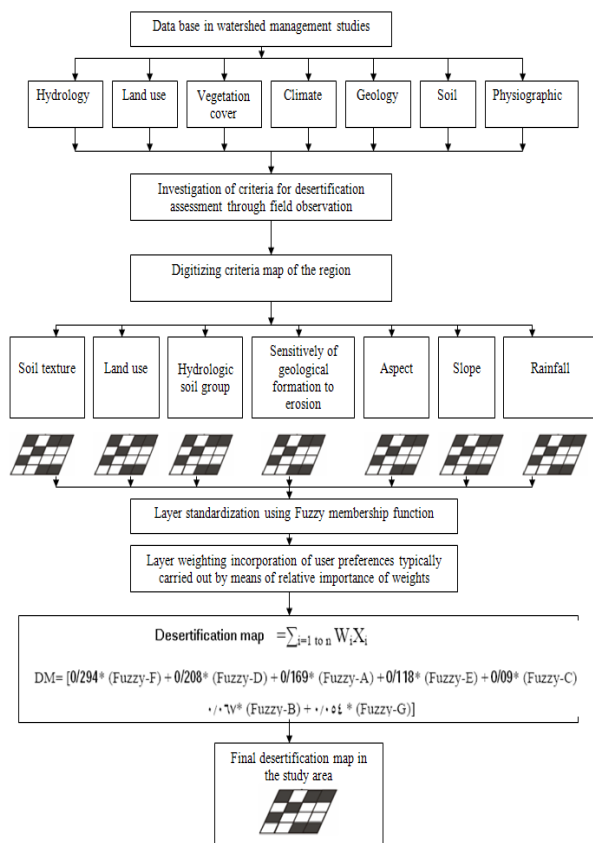 Data base in watershed management studies
Hydrology
Land use
Vegetation
cover
Climate
Geology
Soil
Physiographic
Investigation of criteria for desertification
assessment through field observation
Digitizing criteria map of the region
Soil texture
Land use
Hydrologic
soil group
Sensitively of
geological
formation to
erosion
Aspect
Slope
Rainfall
Layer standardization using Fuzzy membership function
Layer weighting incorporation of user preferences typically
carried out by means of relative importance of weights
Desertification map =∑i=1 to n WiXi
DM= [0/294* (Fuzzy-F) + 0/208* (Fuzzy-D) + 0/169* (Fuzzy-A) +0/118* (Fuzzy-E) + 0/09* (Fuzzy-C)
٠/٠٦٧* (Fuzzy-B) + ٠/٠٥٤ * (Fuzzy-G)]
Final desertification map in
the study area